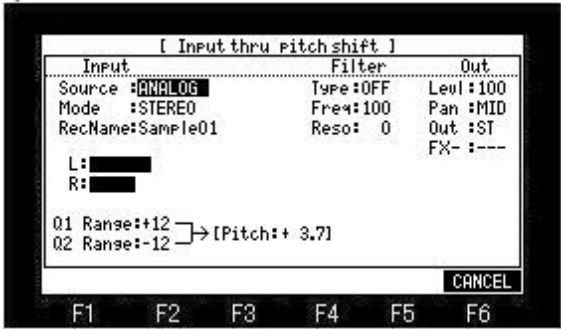 [ Input thru pitch shift ]
Input Filter Out
Source :ANALOG Type:OFF Levl:100
Mode :STEREO Freq:100 Pan :MID
RecName:Sample01 Reso: 0 Out :ST
FX- :---
L:
R:
Q1 Range:+12
→[Pitch:+ 3.7]
Q2 Range:-12
CANCEL
F1 F2 F3 F4 F5 F6